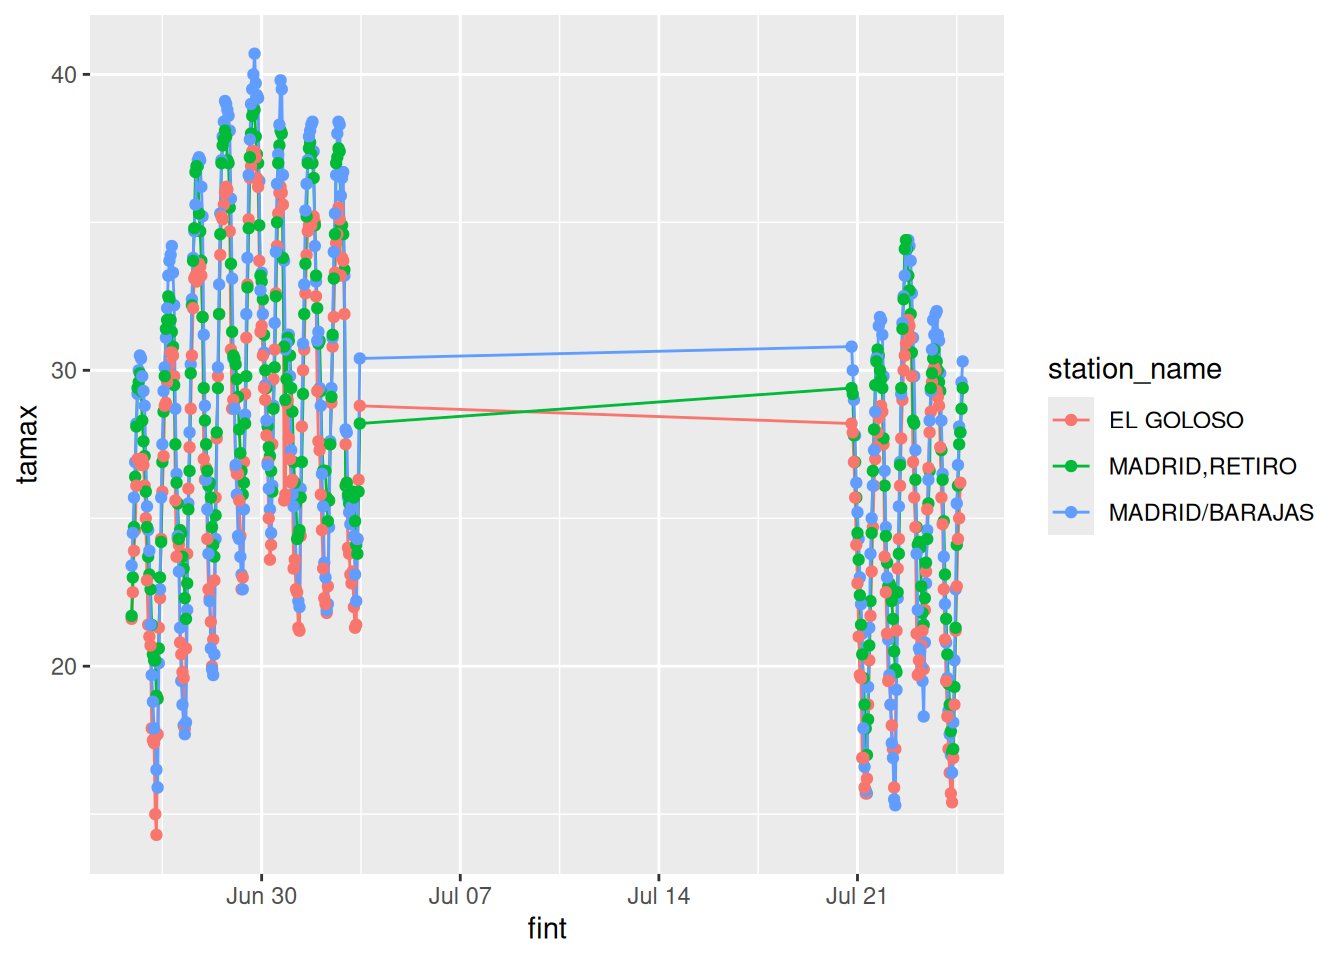 40
30
20
tamax
Jun 30
Jul 07
Jul 14
Jul 21
fint
station_name
EL GOLOSO
MADRID,RETIRO
MADRID/BARAJAS